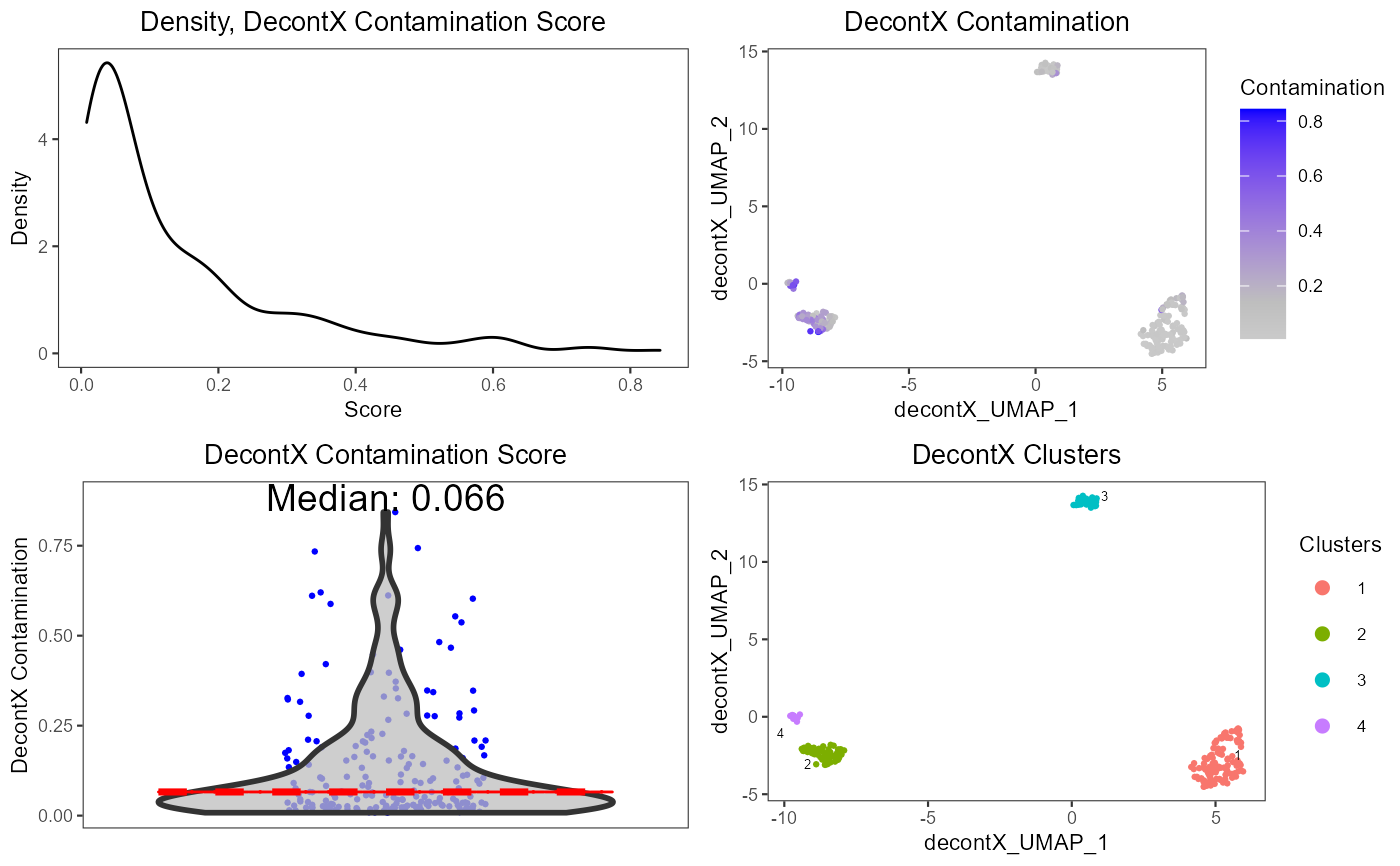 Density, DecontX Contamination Score
Density
4
2
0
0.0 0.2 0.4 0.6 0.8
Score
DecontX Contamination
decontX_UMAP_2
15
10
5
0
-5
-10 -5 0 5
decontX_UMAP_1
Contamination
0.8
0.6
0.4
0.2
DecontX Contamination Score
Median: 0.066
DecontX Contamination
0.75
0.50
0.25
0.00
DecontX Clusters
decontX_UMAP_2
15
10
5
0
-5
3
4
2
1
-10 -5 0 5
decontX_UMAP_1
Clusters
1
2
3
4